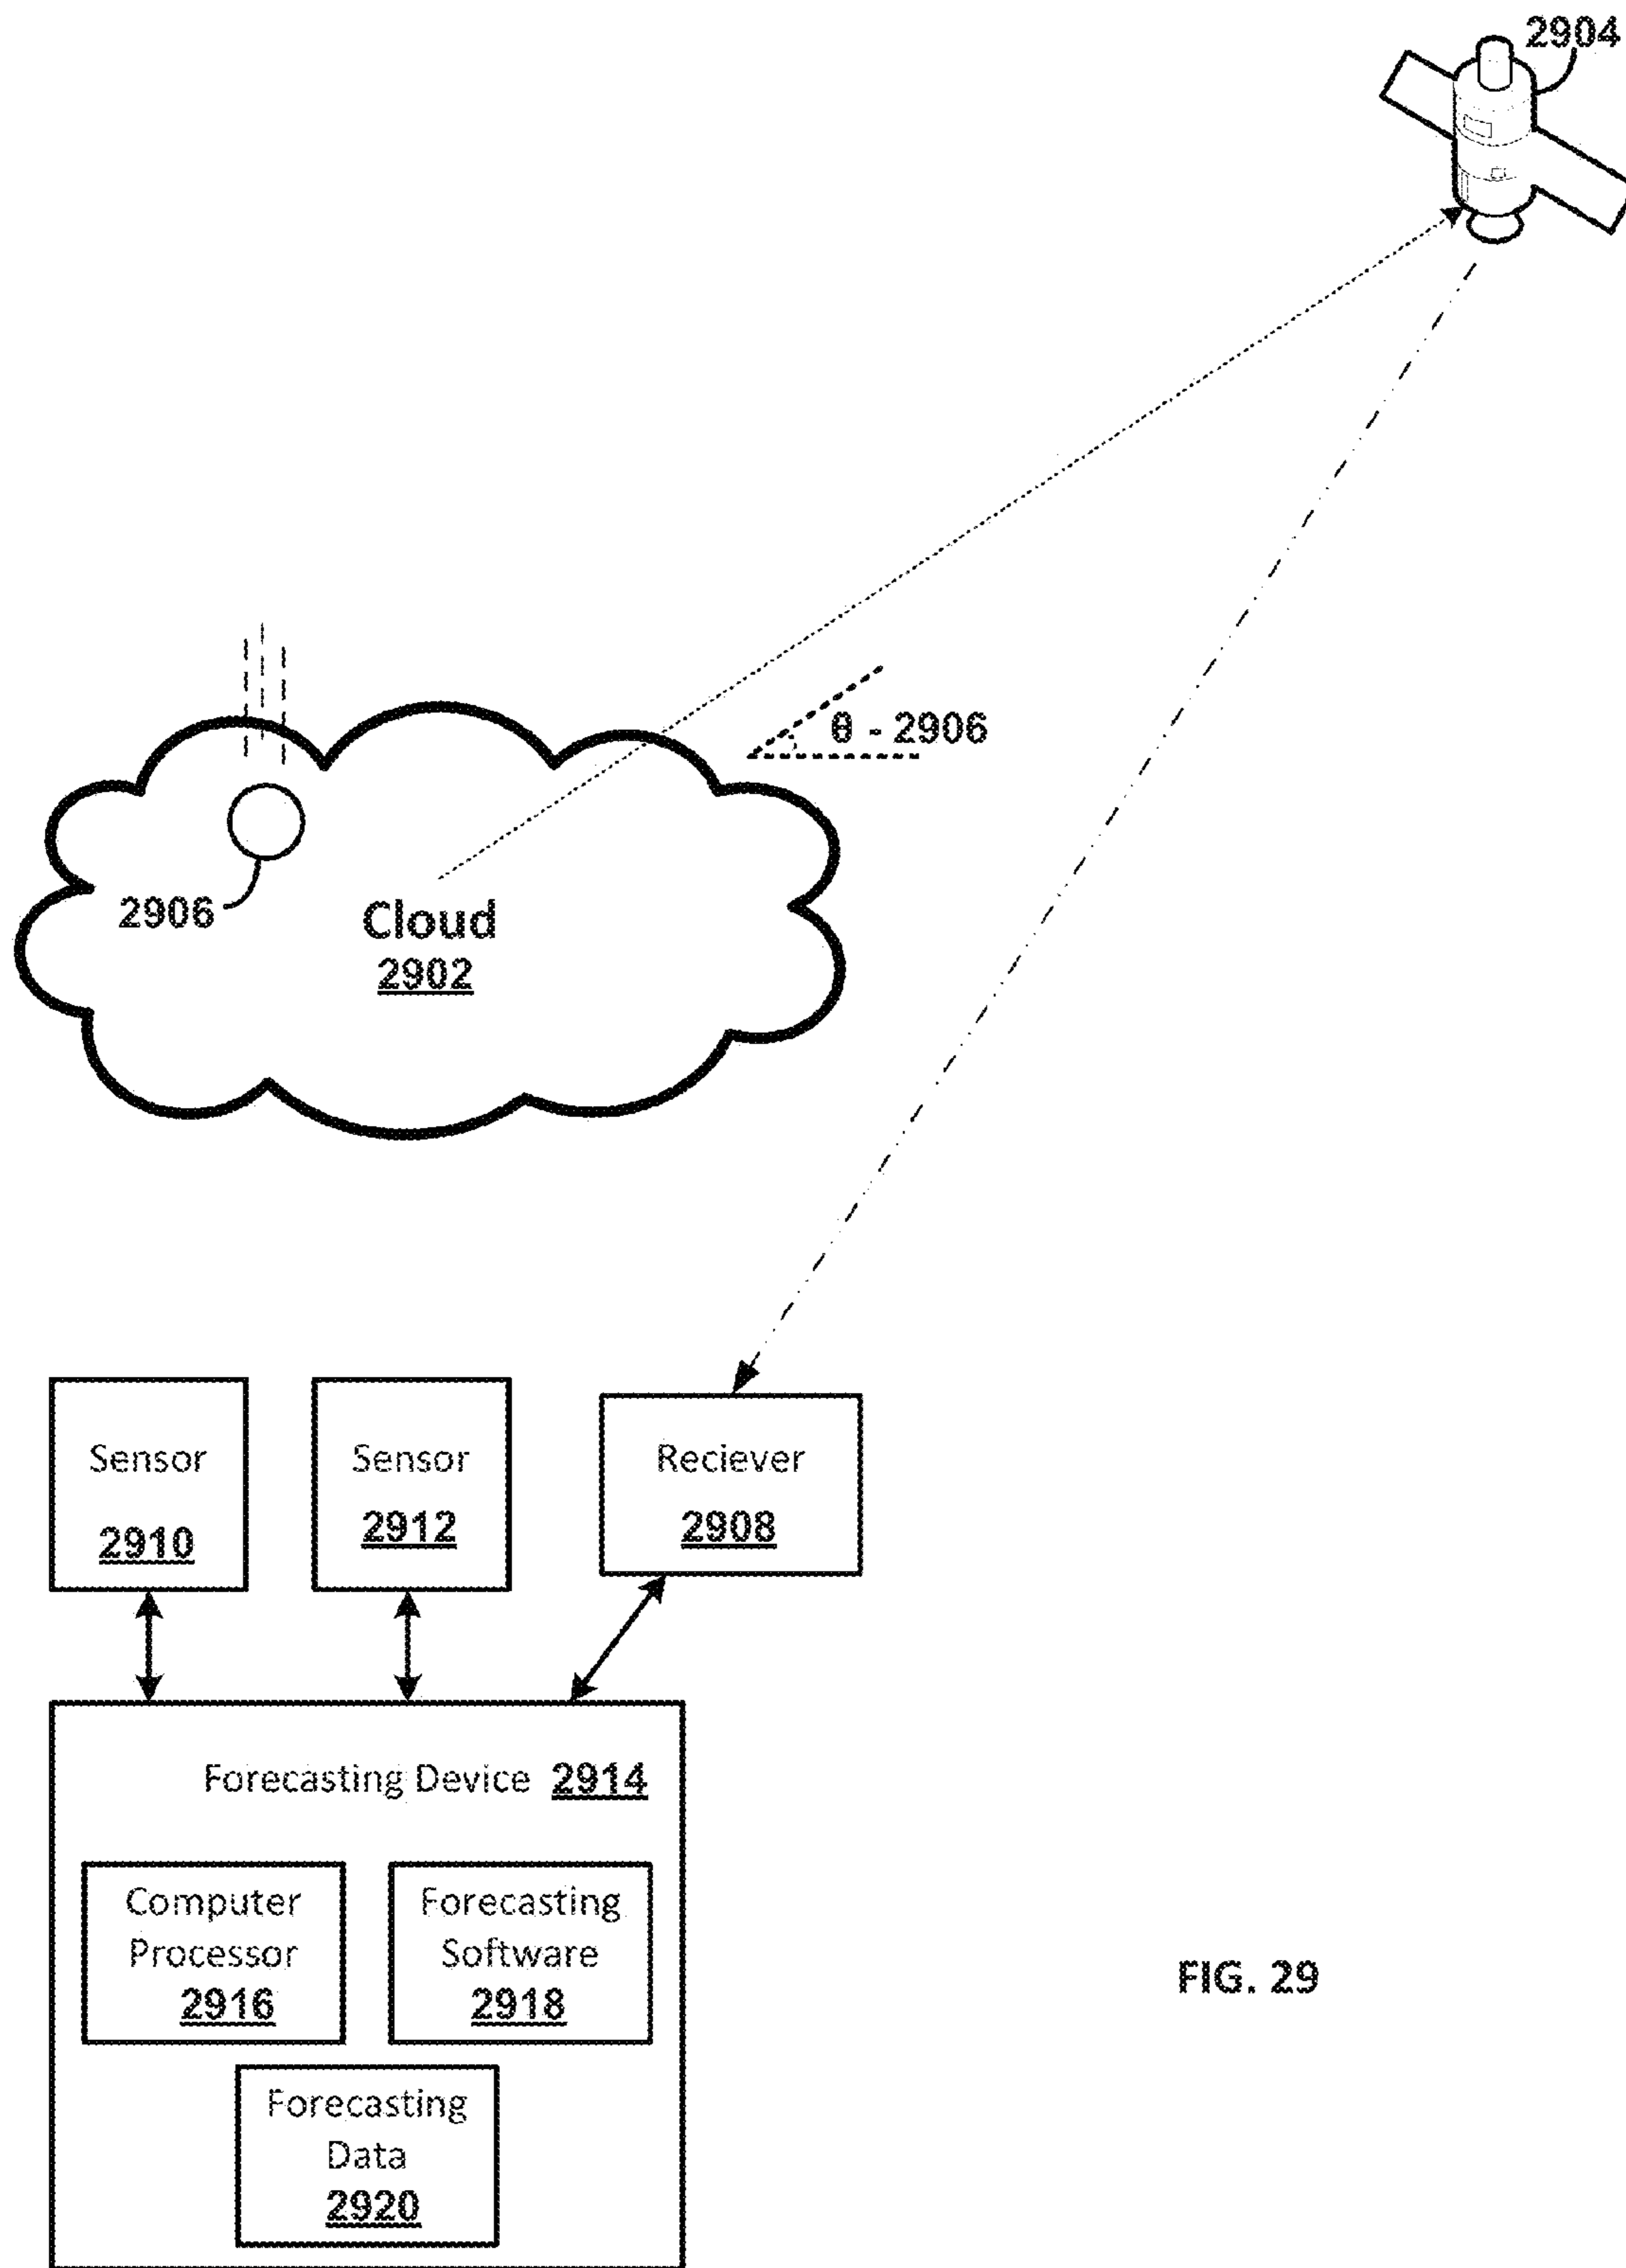 2904
θ - 2906
2906
Cloud
2902
Sensor
2910
Sensor
2912
Reciever
2908
Forecasting Device 2914
Computer
Processor
2916
Forecasting
Software
2918
Forecasting
Data
2920
FIG. 29